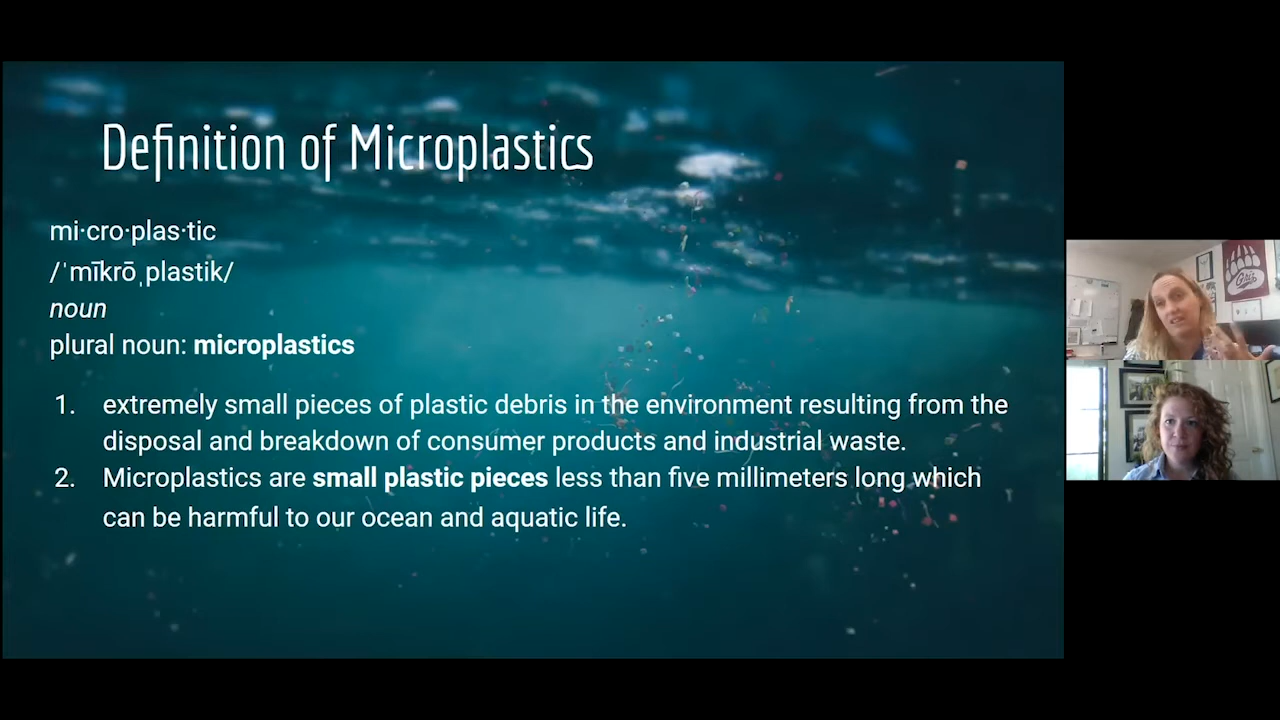 Definition of Microplastics
mi·cro·plas·tic
/ˈmīkrōˌplastik/
noun
plural noun: microplastics
1. extremely small pieces of plastic debris in the environment resulting from the
disposal and breakdown of consumer products and industrial waste.
2. Microplastics are small plastic pieces less than five millimeters long which
can be harmful to our ocean and aquatic life.
Griz